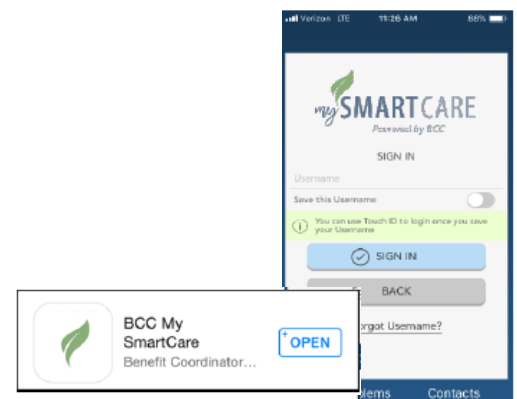 Verizon LTE 11:26 AM 88%
my SMARTCARE
Powered by BCC
SIGN IN
Username
Save this Username
You can use Touch ID to login once you save
your Username
SIGN IN
BACK
orgot Username?
lems Contacts
BCC My
SmartCare
Benefit Coordinator...
+OPEN